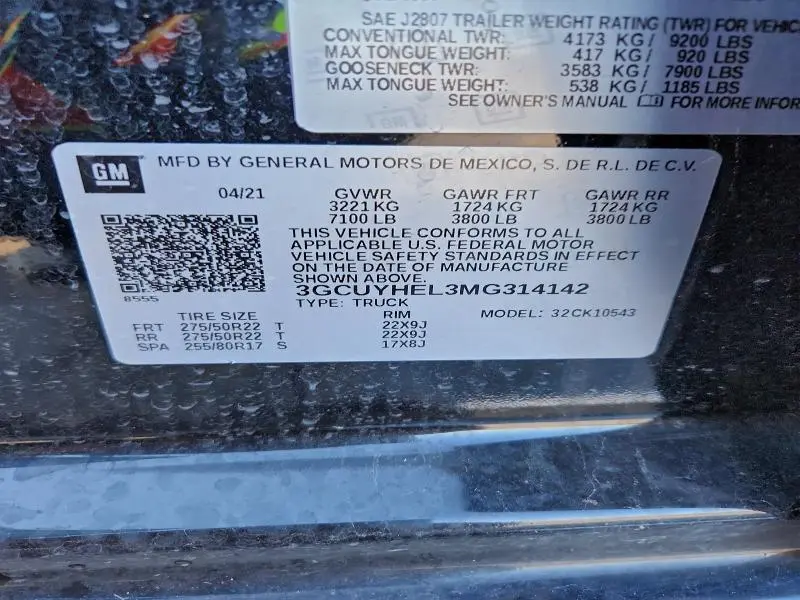 SAE J2807 TRAILER WEIGHT RATING (TWR) FOR VEHIC
CONVENTIONAL TWR: 4173 KG/ 9200 LBS
MAX TONGUE WEIGHT: 417 KG/ 920 LBS
GOOSENECK TWR: 3583 KG/ 7900 LBS
MAX TONGUE WEIGHT: 538 KG/ 1185 LBS
SEE OWNER'S MANUAL FOR MORE INFOR
GM MFD BY GENERAL MOTORS DE MEXICO, S. DE R.L. DE C.V.
04/21 GVWR GAWR FRT GAWR RR
3221 KG 1724 KG 1724 KG
7100 LB 3800 LB 3800 LB
THIS VEHICLE CONFORMS TO ALL
APPLICABLE U.S. FEDERAL MOTOR
VEHICLE SAFETY STANDARDS IN EFFECT
ON THE DATE OF MANUFACTURE
SHOWN ABOVE.
8555 3GCUYHEL3MG314142
TYPE: TRUCK MODEL: 32CK10543
TIRE SIZE RIM
FRT 275/50R22 T 22X9J
RR 275/50R22 T 22X9J
SPA 255/80R17 S 17X8J